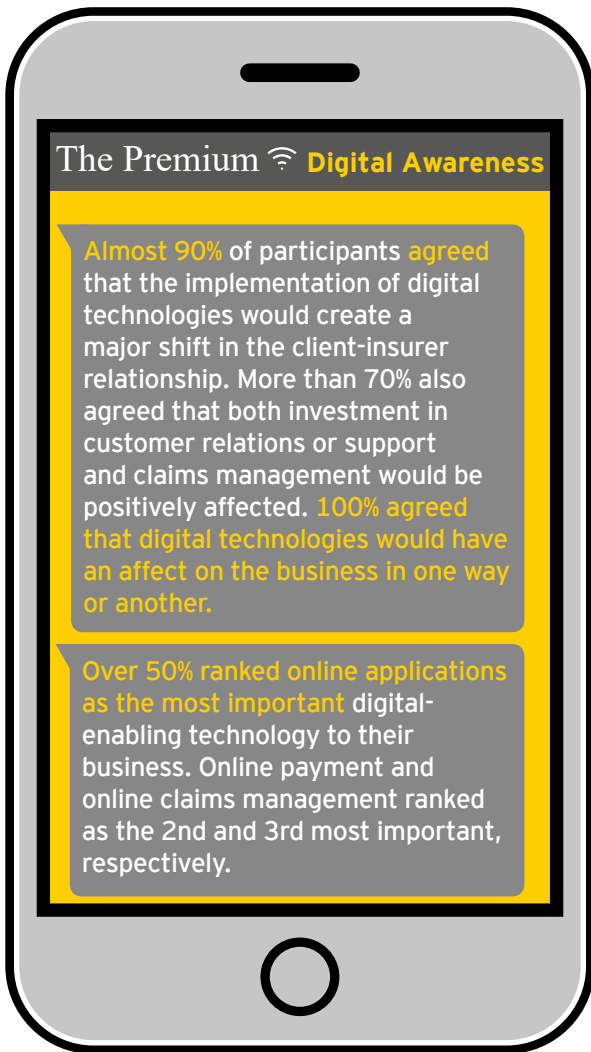 The Premium Digital Awareness
Almost 90% of participants agreed
that the implementation of digital
technologies would create a
major shift in the client-insurer
relationship. More than 70% also
agreed that both investment in
customer relations or support
and claims management would be
positively affected. 100% agreed
that digital technologies would have
an affect on the business in one way
or another.
Over 50% ranked online applications
as the most important digital-
enabling technology to their
business. Online payment and
online claims management ranked
as the 2nd and 3rd most important,
respectively.